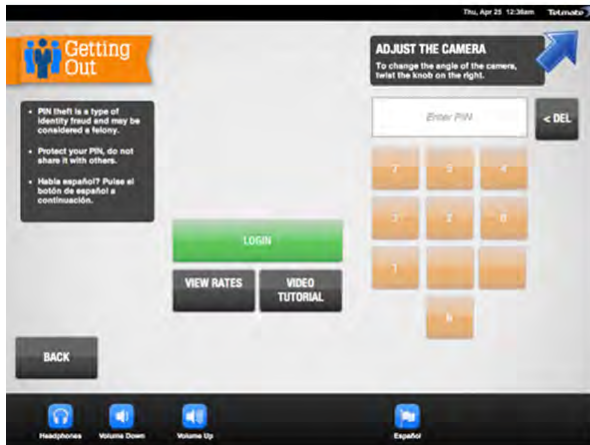 Thu, Apr 25 12:38am Telmate
Getting
Out
ADJUST THE CAMERA
To change the angle of the camera,
twist the knob on the right.
• PIN theft is a type of
identity fraud and may be
considered a felony.
• Protect your PIN, do not
share it with others.
• Habla español? Pulse el
botón de español a
continuación.
Enter PIN
< DEL
LOGIN
VIEW RATES
VIDEO
TUTORIAL
BACK
Headphones Volume Down Volume Up Español